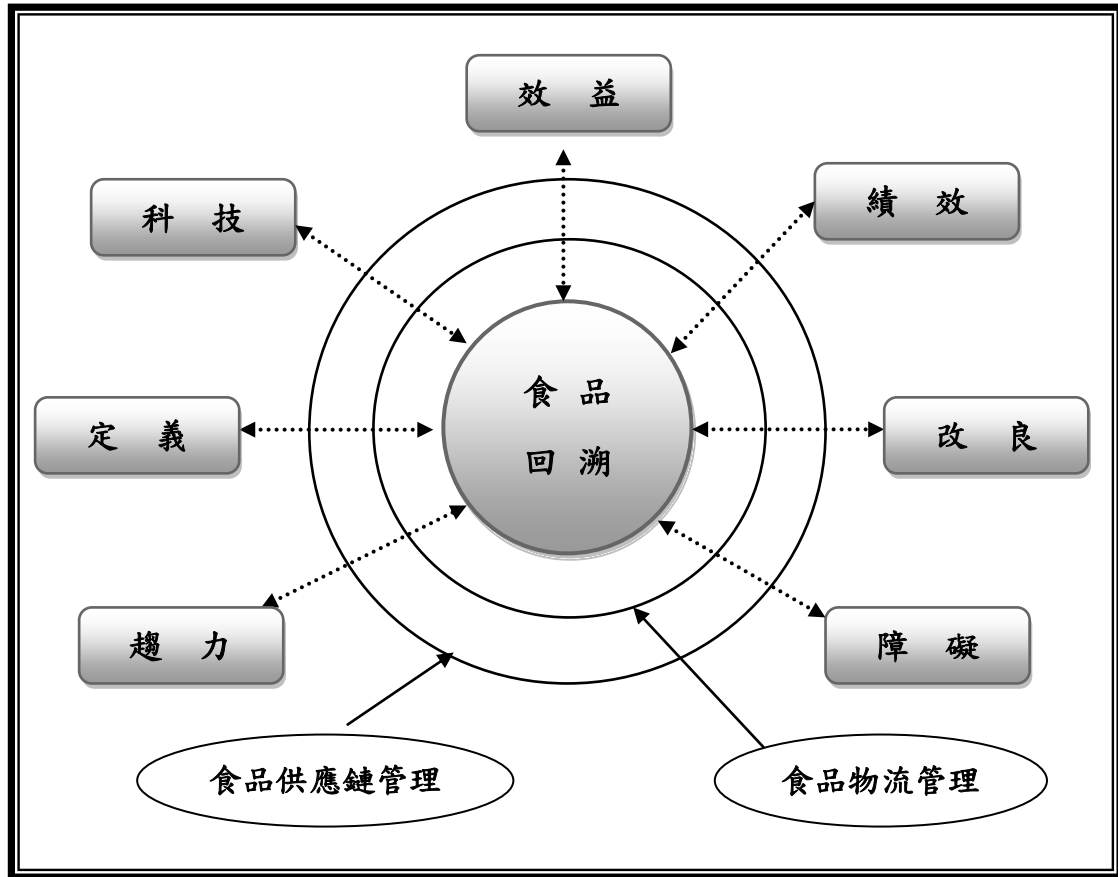 效 益
科 技
績 效
食 品
回 溯
定 義
改 良
趨 力
障 礙
食品供應鏈管理
食品物流管理